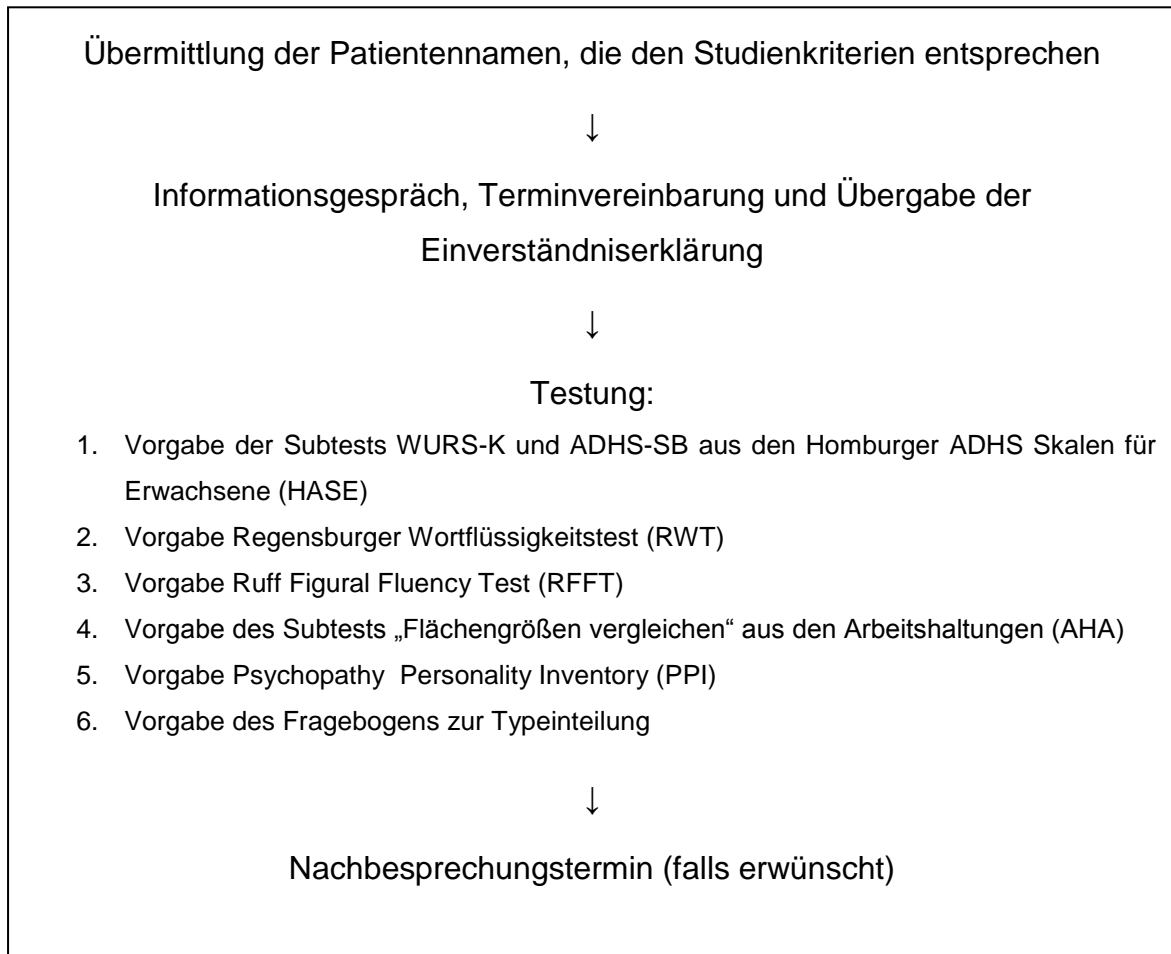 Übermittlung der Patientennamen, die den Studienkriterien entsprechen
↓
Informationsgespräch, Terminvereinbarung und Übergabe der
Einverständniserklärung
↓
Testung:
1. Vorgabe der Subtests WURS-K und ADHS-SB aus den Homburger ADHS Skalen für
Erwachsene (HASE)
2. Vorgabe Regensburger Wortflüssigkeitstest (RWT)
3. Vorgabe Ruff Figural Fluency Test (RFFT)
4. Vorgabe des Subtests „Flächengrößen vergleichen“ aus den Arbeitshaltungen (AHA)
5. Vorgabe Psychopathy Personality Inventory (PPI)
6. Vorgabe des Fragebogens zur Typeinteilung
↓
Nachbesprechungstermin (falls erwünscht)